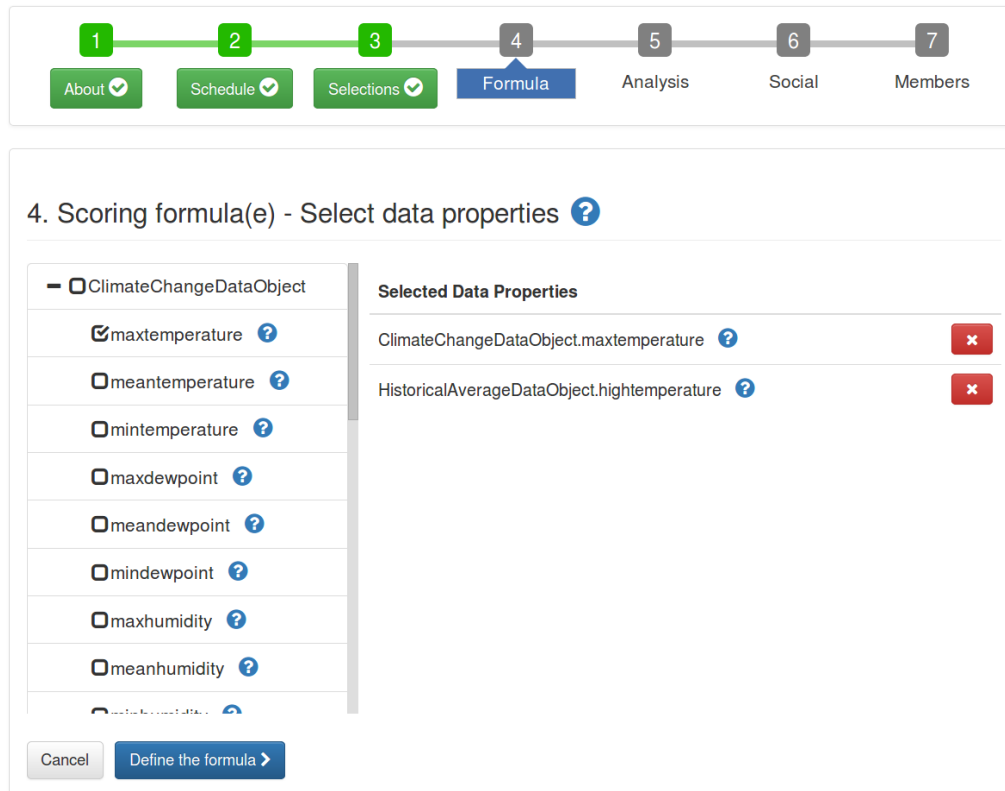 1 2 3 4 5 6 7
About Schedule Selections Formula Analysis Social Members
4. Scoring formula(e) - Select data properties
ClimateChangeDataObject
maxtemperature
meantemperature
mintemperature
maxdewpoint
meandewpoint
mindewpoint
maxhumidity
meanhumidity
Selected Data Properties
ClimateChangeDataObject.maxtemperature
HistoricalAverageDataObject.hightemperature
Cancel Define the formula